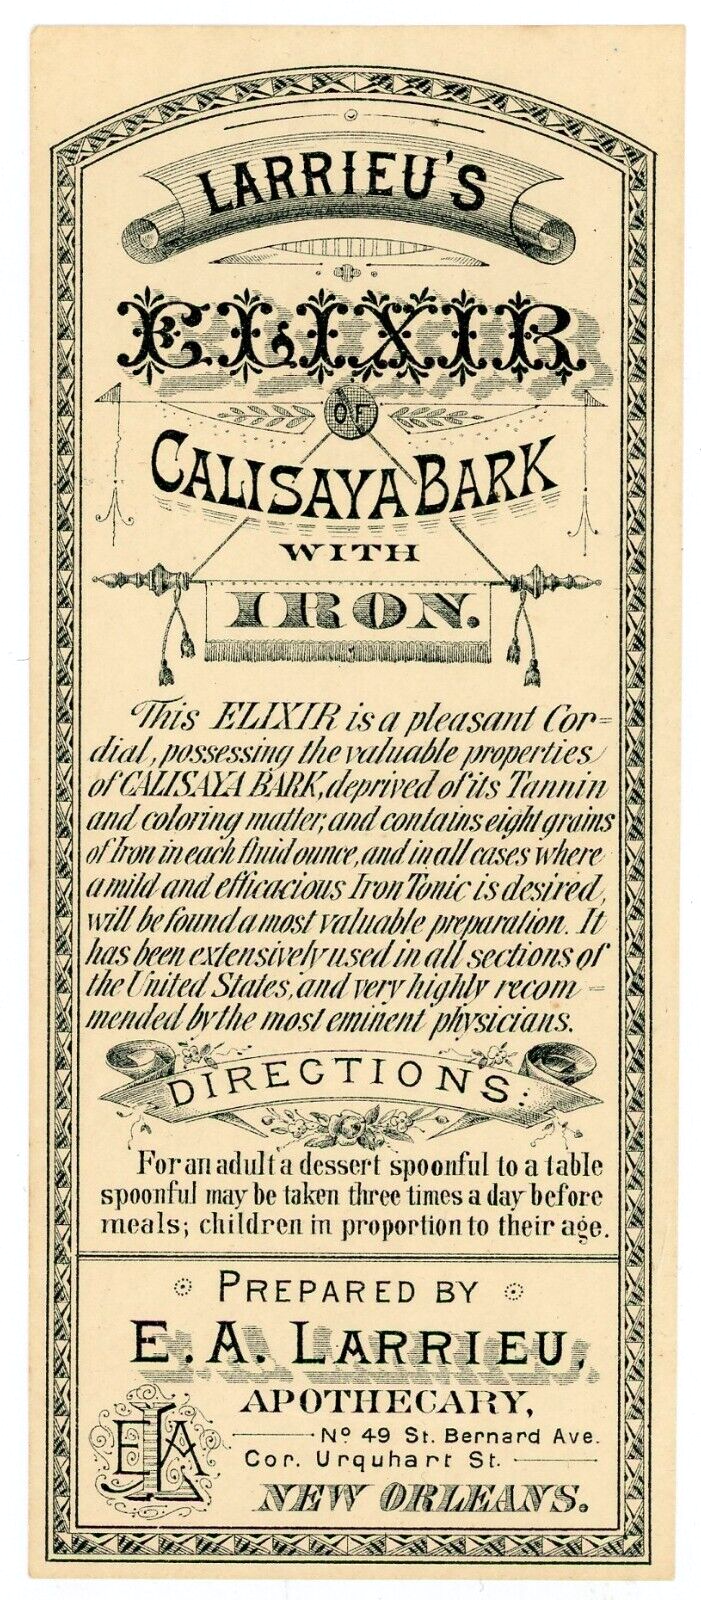 LARRIEU'S
ELIXIR
OF
CALISAYA BARK
WITH
IRON.
This ELIXIR is a pleasant Cor=
dial, possessing the valuable properties
of CALISAYA BARK, deprived of its Tannin
and coloring matter, and contains eight grains
of Iron in each fluid ounce, and in all cases where
a mild and efficacious Iron Tonic is desired,
will be found a most valuable preparation. It
has been extensively used in all sections of
the United States, and very highly recom=
mended by the most eminent physicians.
DIRECTIONS:
For an adult a dessert spoonful to a table
spoonful may be taken three times a day before
meals; children in proportion to their age.
PREPARED BY
E. A. LARRIEU,
APOTHECARY,
No 49 St. Bernard Ave.
Cor. Urquhart St.
NEW ORLEANS.
ELA